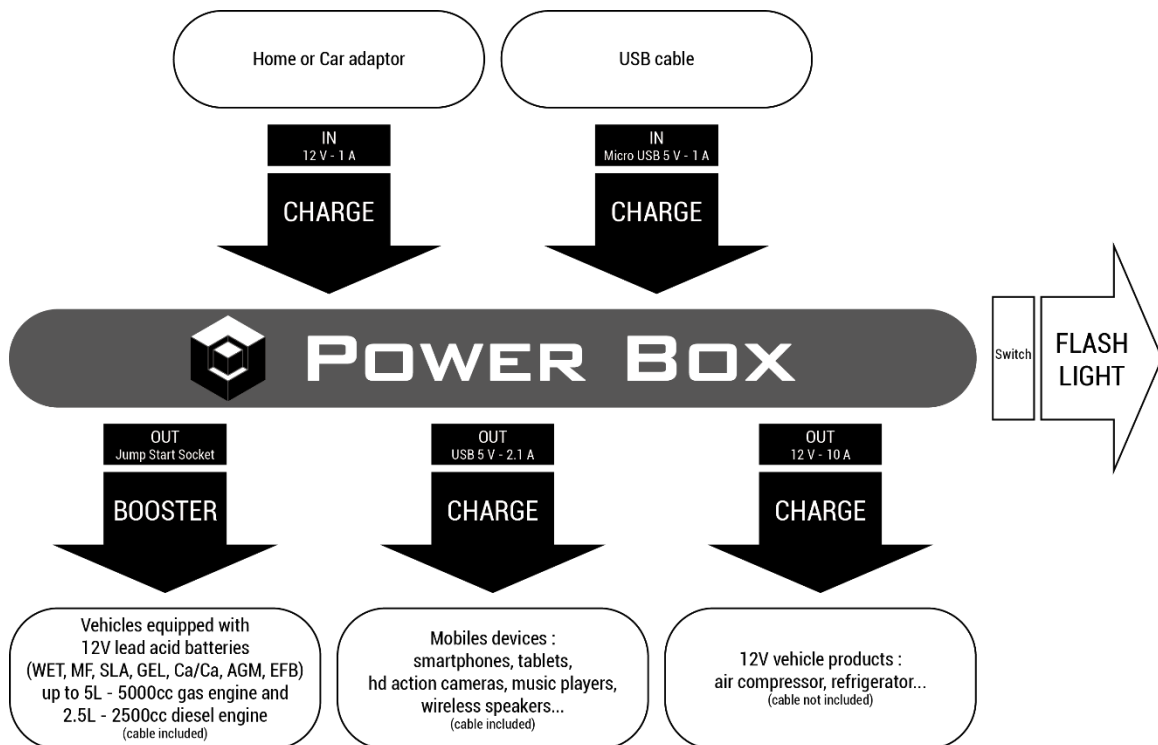 Home or Car adaptor
USB cable
IN
12 V - 1 A
IN
Micro USB 5 V - 1 A
CHARGE
CHARGE
POWER BOX
Switch
FLASH
LIGHT
OUT
Jump Start Socket
OUT
USB 5 V - 2.1 A
OUT
12 V - 10 A
BOOSTER
CHARGE
CHARGE
Vehicles equipped with
12V lead acid batteries
(WET, MF, SLA, GEL, Ca/Ca, AGM, EFB)
up to 5L - 5000cc gas engine and
2.5L - 2500cc diesel engine
(cable included)
Mobiles devices :
smartphones, tablets,
hd action cameras, music players,
wireless speakers...
(cable included)
12V vehicle products :
air compressor, refrigerator...
(cable not included)